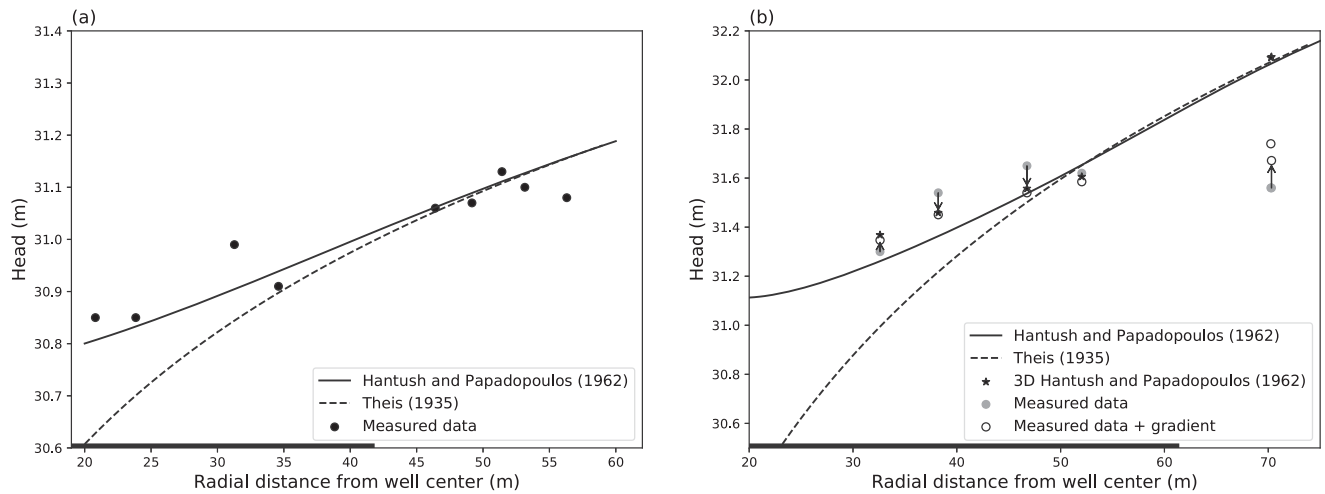 (a)
31.4
31.3
31.2
31.1
31.0
30.9
30.8
30.7
30.6
Head (m)
20 25 30 35 40 45 50 55 60
Radial distance from well center (m)
Hantush and Papadopoulos (1962)
Theis (1935)
Measured data
(b)
32.2
32.0
31.8
31.6
31.4
31.2
31.0
30.8
30.6
Head (m)
20 30 40 50 60 70
Radial distance from well center (m)
Hantush and Papadopoulos (1962)
Theis (1935)
3D Hantush and Papadopoulos (1962)
Measured data
Measured data + gradient